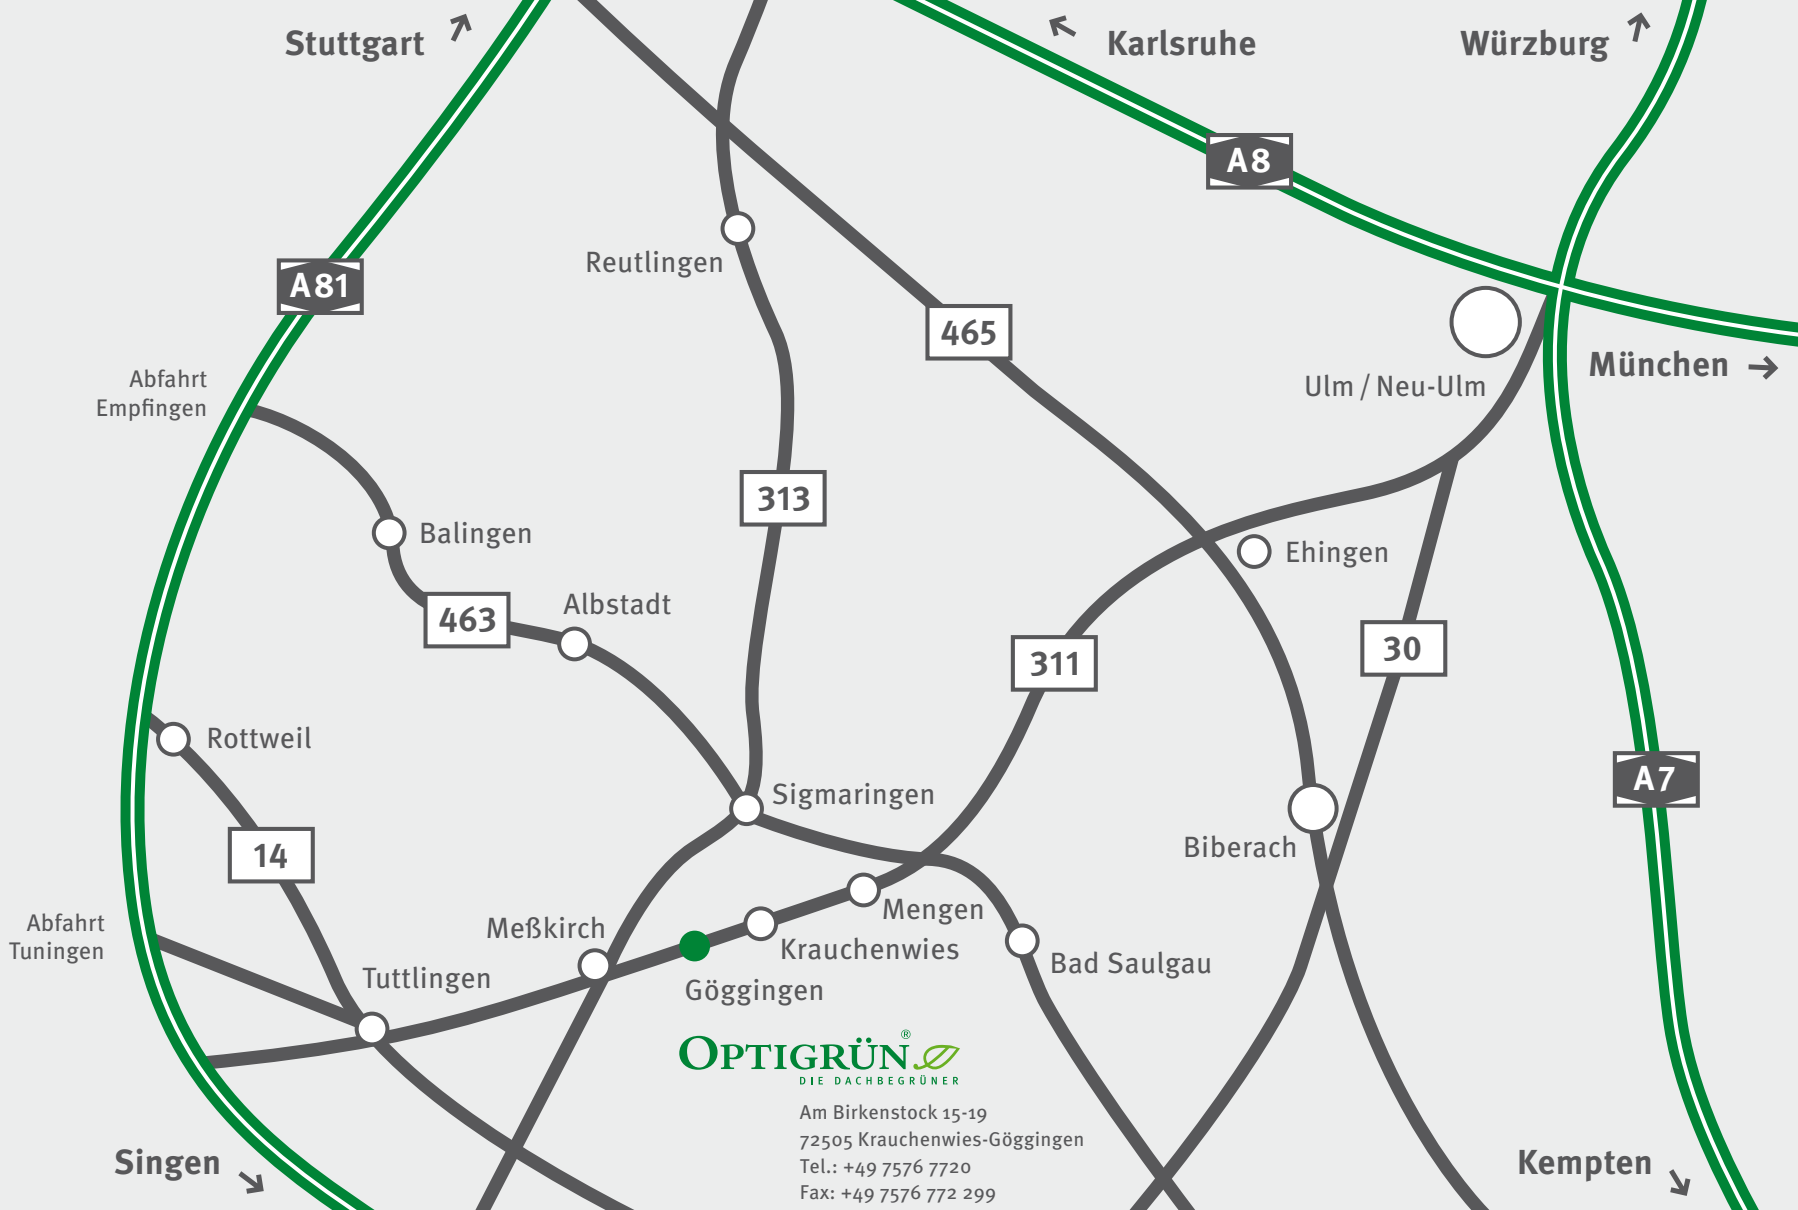 Stuttgart
Karlsruhe
Würzburg
A8
Reutlingen
A81
465
München
Ulm / Neu-Ulm
Abfahrt
Empfingen
313
Balingen
Ehingen
463
Albstadt
311
30
Rottweil
Sigmaringen
A7
14
Biberach
Mengen
Abfahrt
Tuningen
Meßkirch
Krauchenwies
Bad Saulgau
Tuttlingen
Göggingen
OPTIGRÜN®
DIE DACHBEGRÜNER
Am Birkenstock 15-19
72505 Krauchenwies-Göggingen
Tel.: +49 7576 7720
Fax: +49 7576 772 299
Singen
Kempten